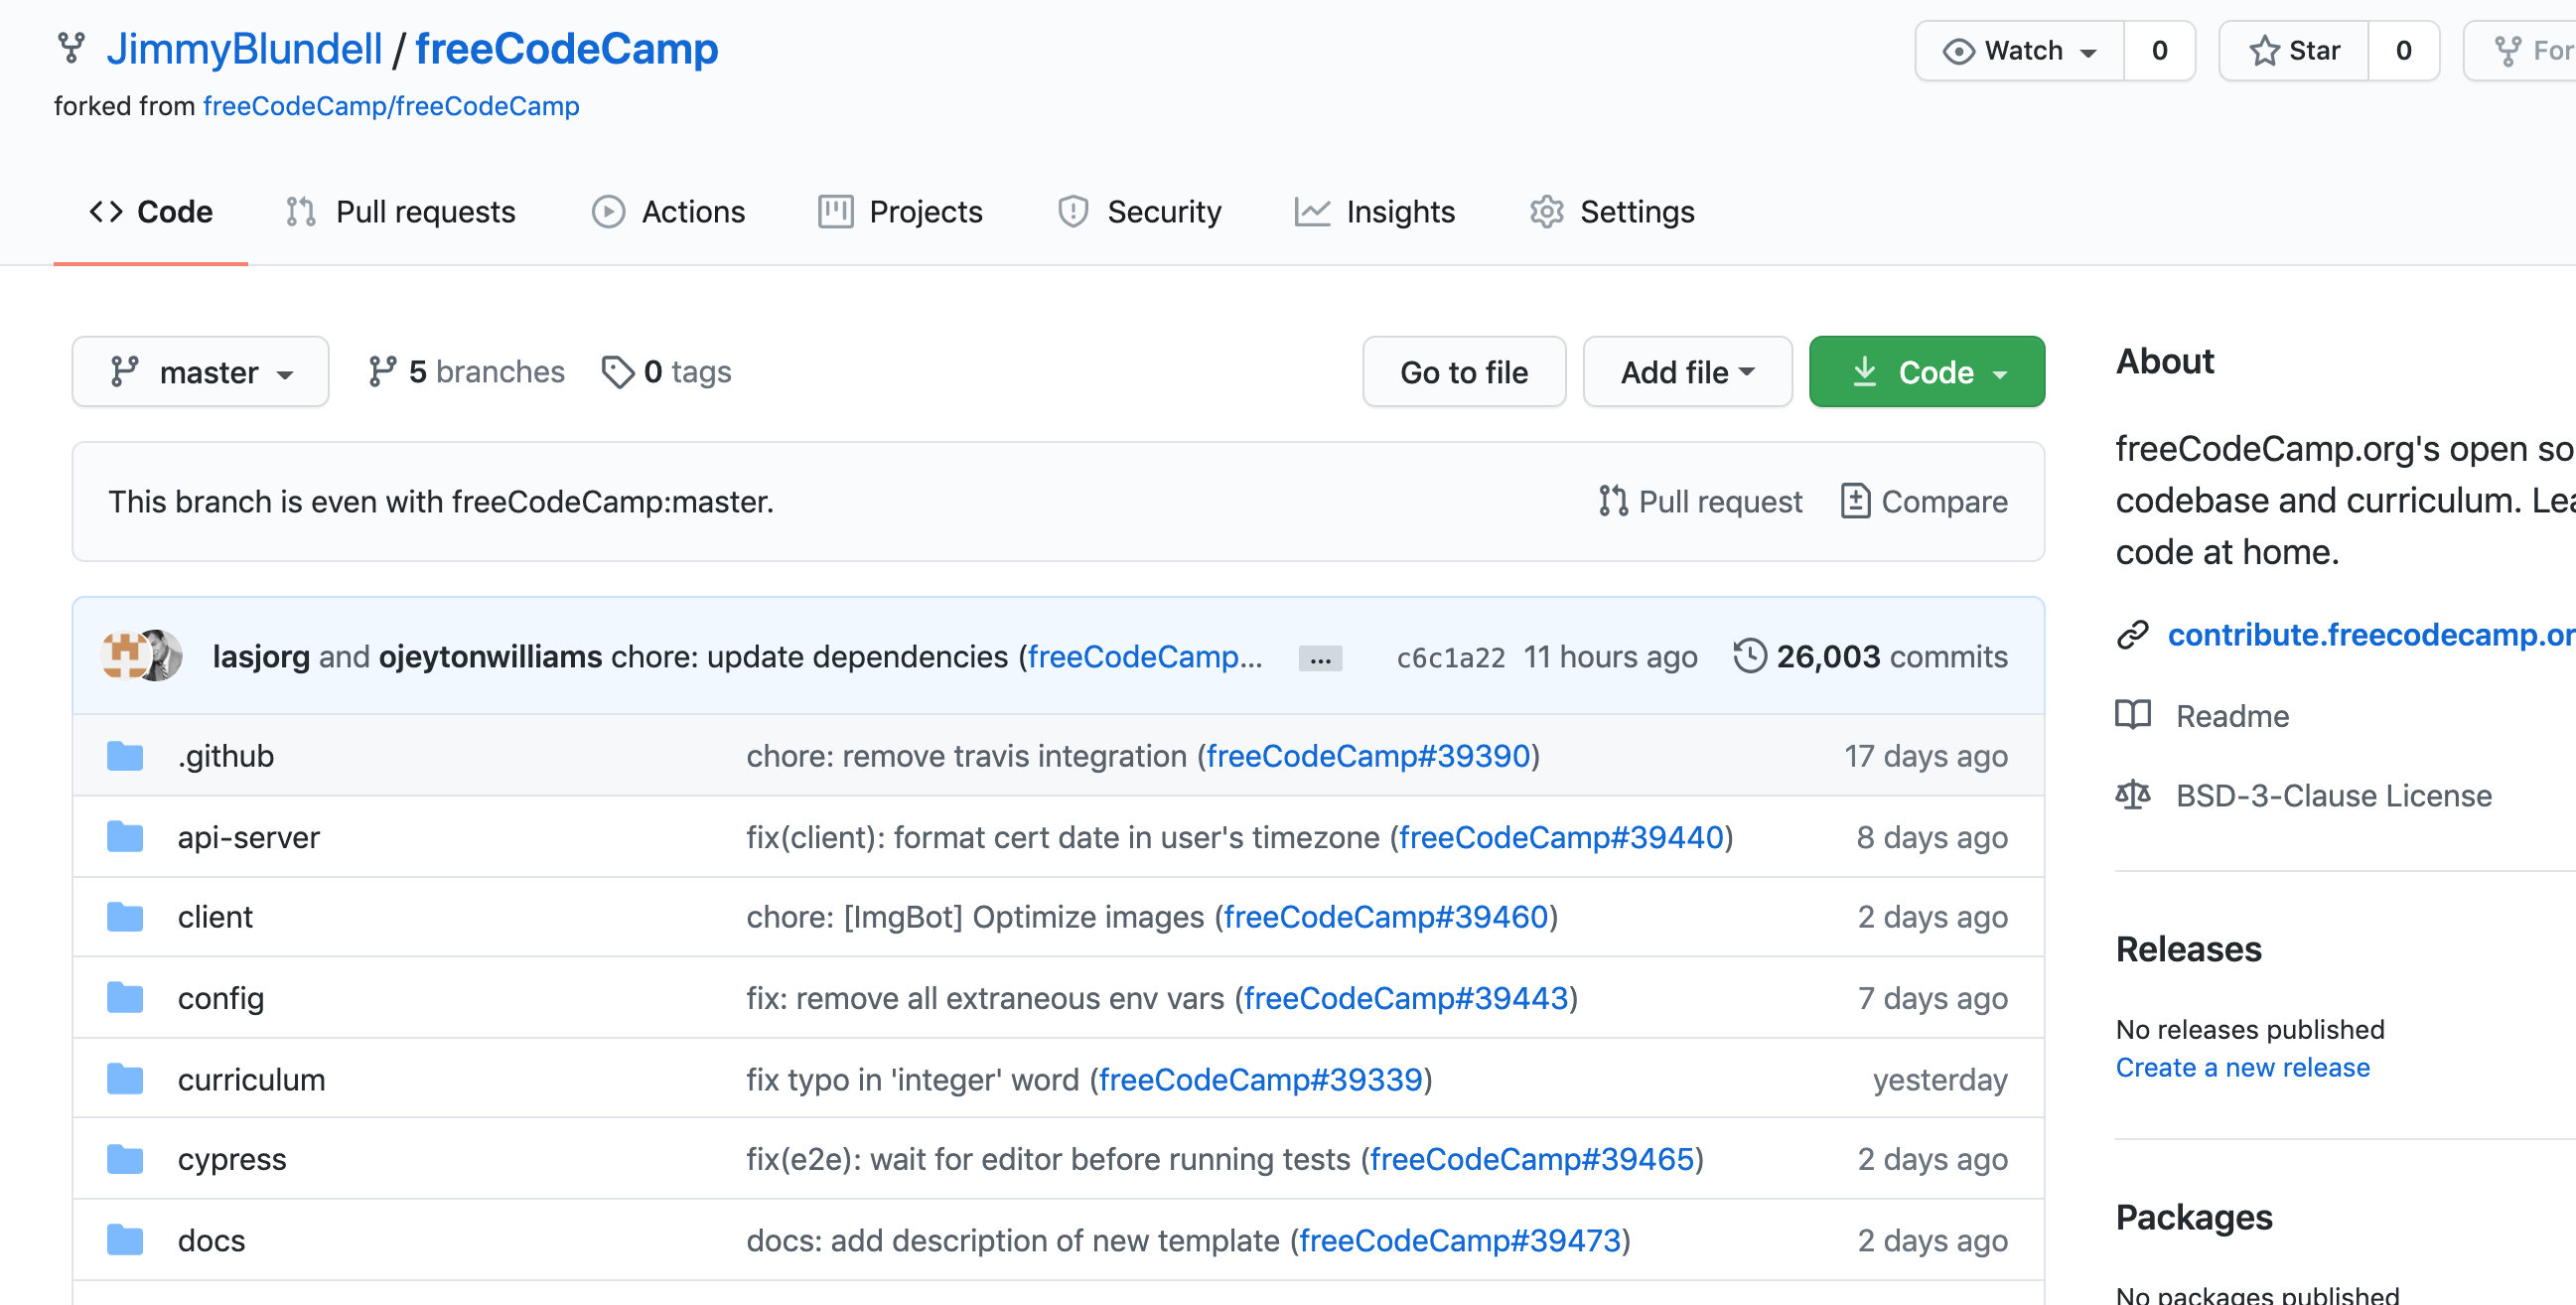 JimmyBlundell / freeCodeCamp
Watch 0 Star 0
forked from freeCodeCamp/freeCodeCamp
Code Pull requests Actions Projects Security Insights Settings
master 5 branches 0 tags Go to file Add file Code
This branch is even with freeCodeCamp:master. Pull request Compare
lasjorg and ojeytonwilliams chore: update dependencies (freeCodeCamp... ... c6c1a22 11 hours ago 26,003 commits
.github chore: remove travis integration (freeCodeCamp#39390) 17 days ago
api-server fix(client): format cert date in user's timezone (freeCodeCamp#39440) 8 days ago
client chore: [ImgBot] Optimize images (freeCodeCamp#39460) 2 days ago
config fix: remove all extraneous env vars (freeCodeCamp#39443) 7 days ago
curriculum fix typo in 'integer' word (freeCodeCamp#39339) yesterday
cypress fix(e2e): wait for editor before running tests (freeCodeCamp#39465) 2 days ago
docs docs: add description of new template (freeCodeCamp#39473) 2 days ago
About
freeCodeCamp.org's open
codebase and curriculum.
code at home.
contribute.freecodecamp.or
Readme
BSD-3-Clause License
Releases
No releases published
Create a new release
Packages
No packages published